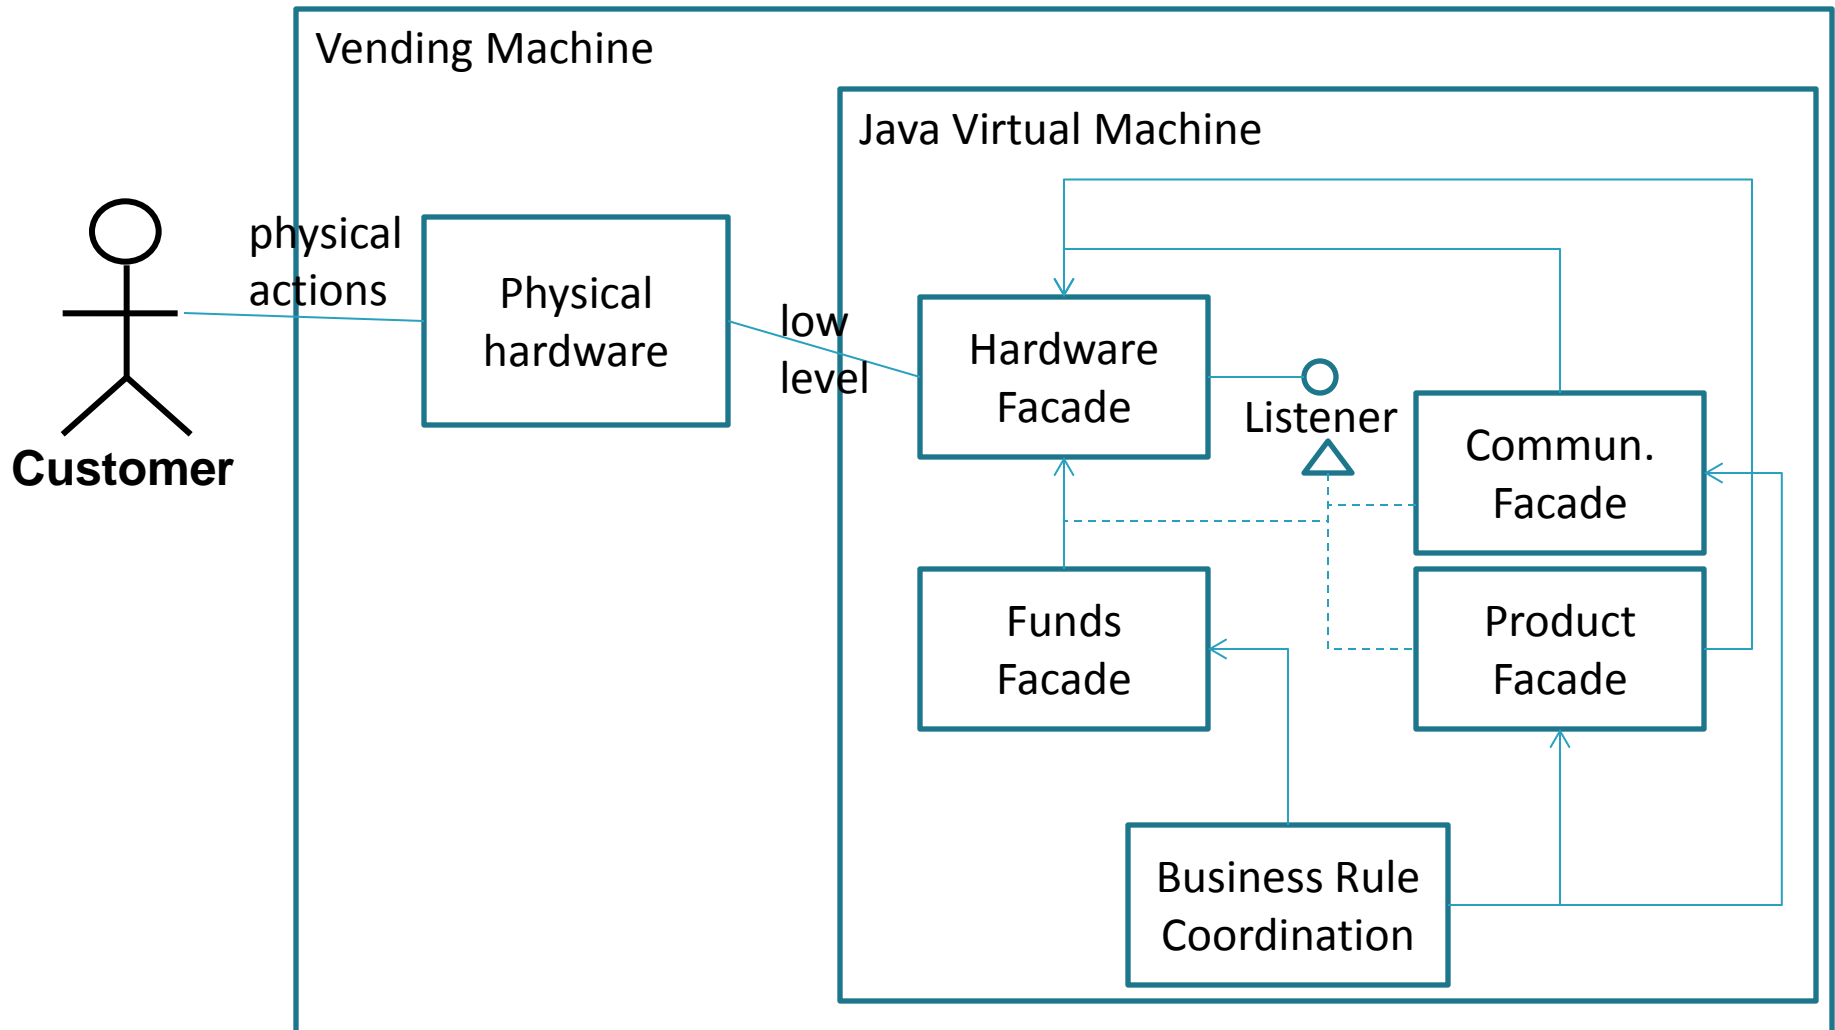 Vending Machine
Java Virtual Machine
physical
actions
Physical
hardware
low
level
Hardware
Facade
Listener
Commun.
Facade
Customer
Funds
Facade
Product
Facade
Business Rule
Coordination